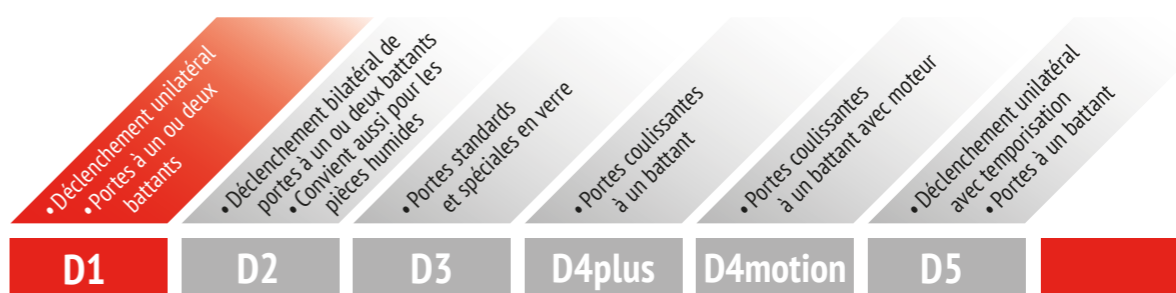 • Déclenchement unilatéral
• Portes à un ou deux
battants
• Déclenchement bilatéral de
portes à un ou deux battants
• Convient aussi pour les
pièces humides
• Portes standards
et spéciales en verre
• Portes coulissantes
à un battant
• Portes coulissantes
à un battant avec moteur
• Déclenchement unilatéral
avec temporisation
• Portes à un battant
D1
D2
D3
D4plus
D4motion
D5